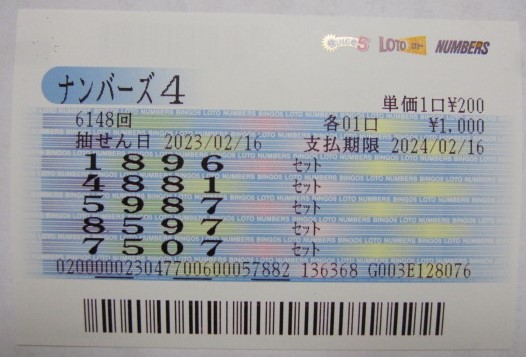 BINGO5 LOTO NUMBERS
ナンバーズ4
単価1口¥200
6148回 各01口 ¥1,000
抽せん日 2023/02/16 支払期限 2024/02/16
1896 セット
4881 セット
5987 セット
8597 セット
7507 セット
020000023047700600057882 136368 G003E128076